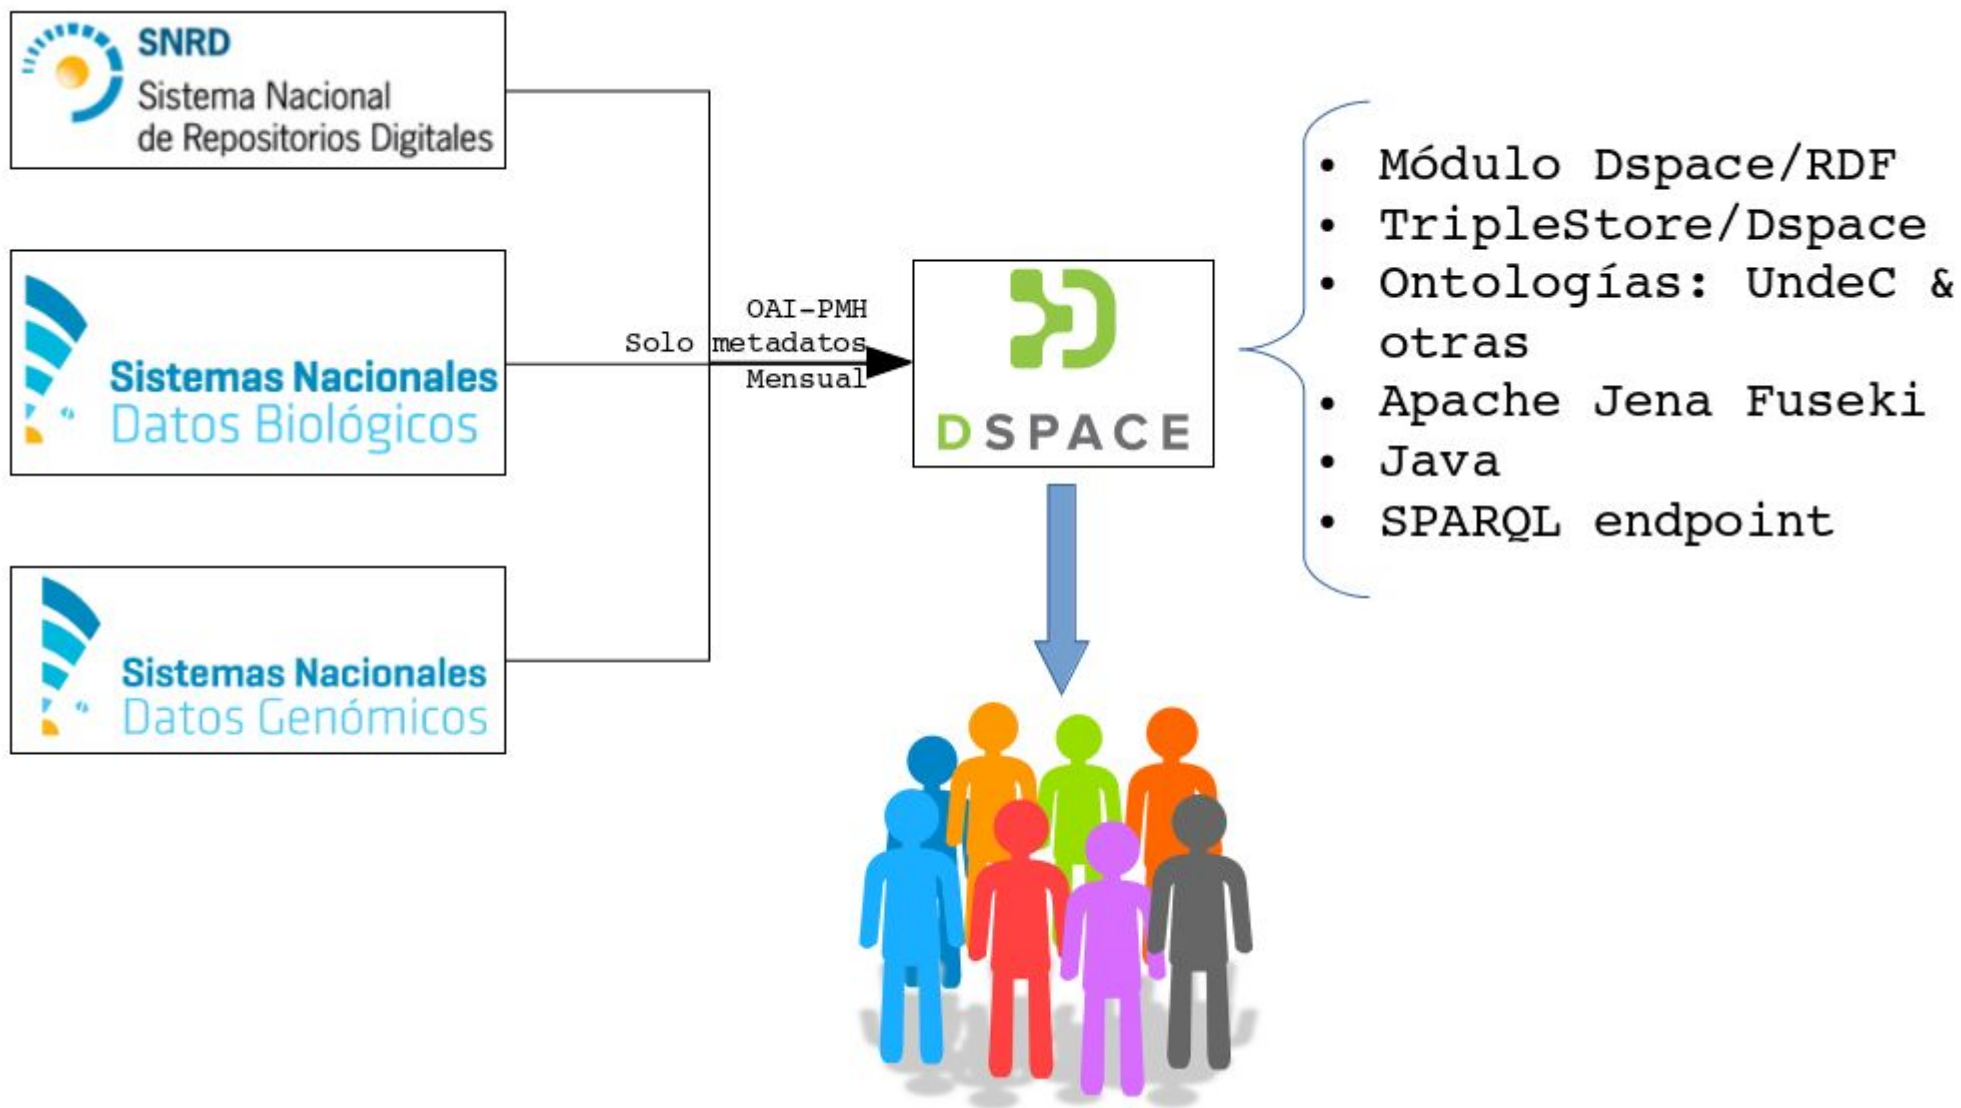 SNRD
Sistema Nacional
de Repositorios Digitales
Sistemas Nacionales
Datos Biológicos
Sistemas Nacionales
Datos Genómicos
OAI-PMH
Solo metadatos
Mensual
DSPACE
• Módulo Dspace/RDF
• TripleStore/Dspace
• Ontologías: UndeC &
otras
• Apache Jena Fuseki
• Java
• SPARQL endpoint